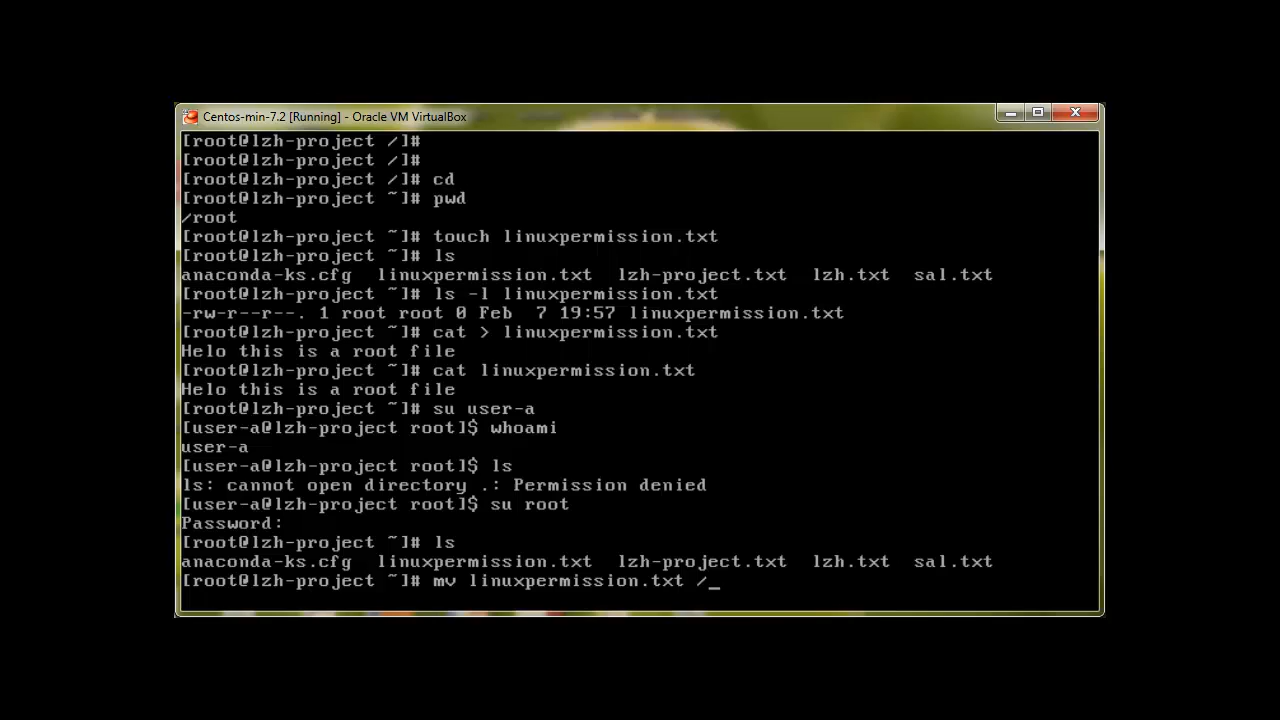 Centos-min-7.2 [Running] - Oracle VM VirtualBox
[root@lzh-project /]#
[root@lzh-project /]#
[root@lzh-project /]# cd
[root@lzh-project ~]# pwd
/root
[root@lzh-project ~]# touch linuxpermission.txt
[root@lzh-project ~]# ls
anaconda-ks.cfg  linuxpermission.txt  lzh-project.txt  lzh.txt  sal.txt
[root@lzh-project ~]# ls -l linuxpermission.txt
-rw-r--r--. 1 root root 0 Feb  7 19:57 linuxpermission.txt
[root@lzh-project ~]# cat > linuxpermission.txt
Helo this is a root file
[root@lzh-project ~]# cat linuxpermission.txt
Helo this is a root file
[root@lzh-project ~]# su user-a
[user-a@lzh-project root]$ whoami
user-a
[user-a@lzh-project root]$ ls
ls: cannot open directory .: Permission denied
[user-a@lzh-project root]$ su root
Password:
[root@lzh-project ~]# ls
anaconda-ks.cfg  linuxpermission.txt  lzh-project.txt  lzh.txt  sal.txt
[root@lzh-project ~]# mv linuxpermission.txt /_